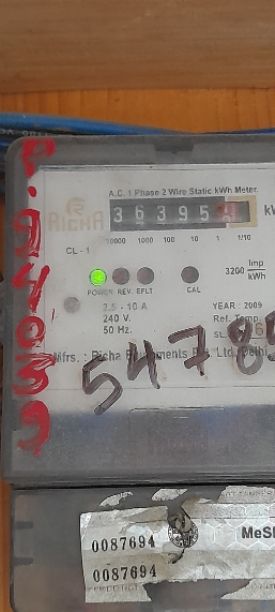 A.C. 1 Phase 2 Wire Static kWh Meter.
RICHA
36395
10000 1000 100 10 1 1/10
CL - 1
3200 Imp
kWh
POWER REV. EFLT CAL
2.5 - 10 A
240 V.
50 Hz.
YEAR : 2009
Ref. Temp.
Mfrs. : Richa Ltd.
5478
0087694
0087694